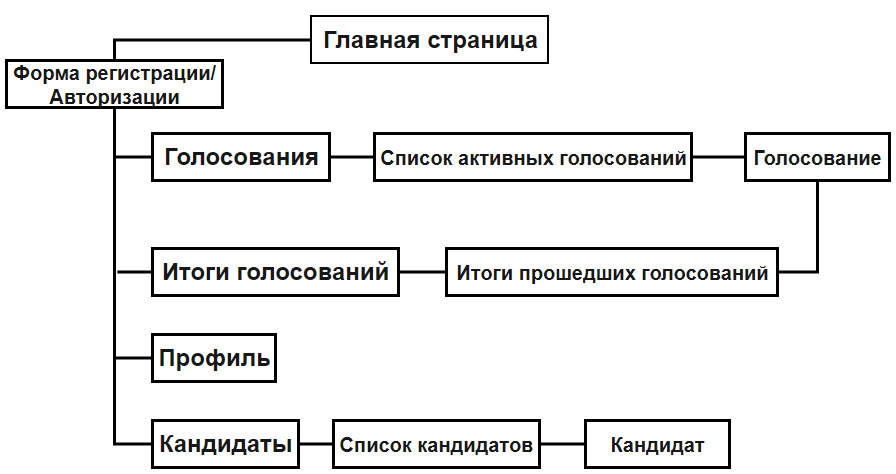 Главная страница
Форма регистрации/
Авторизации
Голосования
Список активных голосований
Голосование
Итоги голосований
Итоги прошедших голосований
Профиль
Кандидаты
Список кандидатов
Кандидат